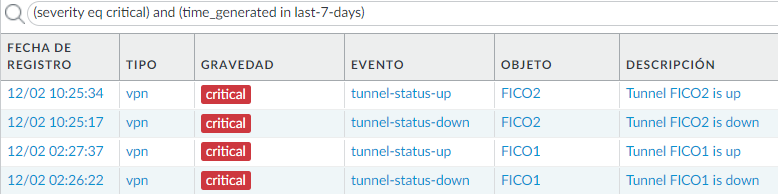 (severity eq critical) and (time_generated in last-7-days)
FECHA DE REGISTRO TIPO GRAVEDAD EVENTO OBJETO DESCRIPCIÓN
12/02 10:25:34 vpn critical tunnel-status-up FICO2 Tunnel FICO2 is up
12/02 10:25:17 vpn critical tunnel-status-down FICO2 Tunnel FICO2 is down
12/02 02:27:37 vpn critical tunnel-status-up FICO1 Tunnel FICO1 is up
12/02 02:26:22 vpn critical tunnel-status-down FICO1 Tunnel FICO1 is down